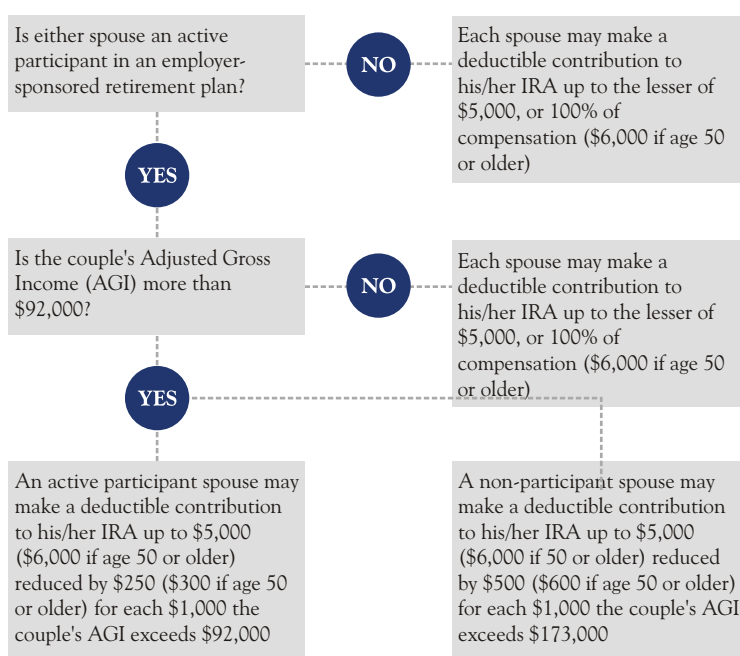 Is either spouse an active
participant in an employer-
sponsored retirement plan?
NO
Each spouse may make a
deductible contribution to
his/her IRA up to the lesser of
$5,000, or 100% of
compensation ($6,000 if age 50
or older)
YES
Is the couple's Adjusted Gross
Income (AGI) more than
$92,000?
NO
Each spouse may make a
deductible contribution to
his/her IRA up to the lesser of
$5,000, or 100% of
compensation ($6,000 if age 50
or older)
YES
An active participant spouse may
make a deductible contribution
to his/her IRA up to $5,000
($6,000 if age 50 or older)
reduced by $250 ($300 if age 50
or older) for each $1,000 the
couple's AGI exceeds $92,000
A non-participant spouse may
make a deductible contribution
to his/her IRA up to $5,000
($6,000 if 50 or older) reduced
by $500 ($600 if age 50 or older)
for each $1,000 the couple's AGI
exceeds $173,000